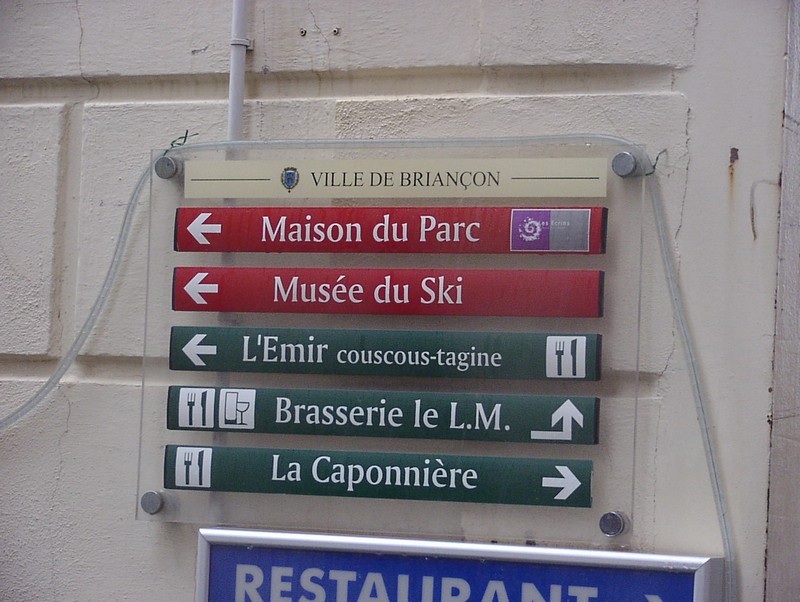 VILLE DE BRIANÇON
Maison du Parc
Musée du Ski
L'Emir couscous-tagine
Brasserie le L.M.
La Caponnière
RESTAURANT